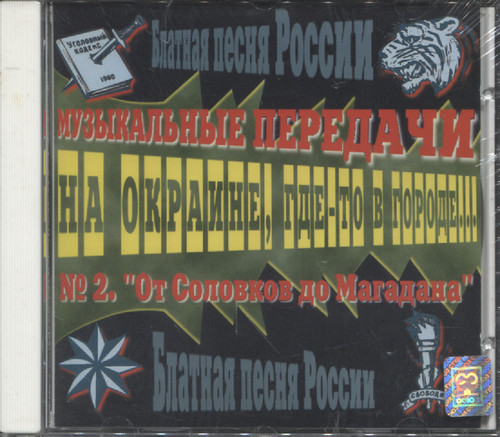 Уголовный
кодекс
1960
Блатная песня России
МУЗЫКАЛЬНЫЕ ПЕРЕДАЧИ
НА ОКРАИНЕ, ГДЕ-ТО В ГОРОДЕ...
№ 2. "От Соловков до Магадана"
Блатная песня России